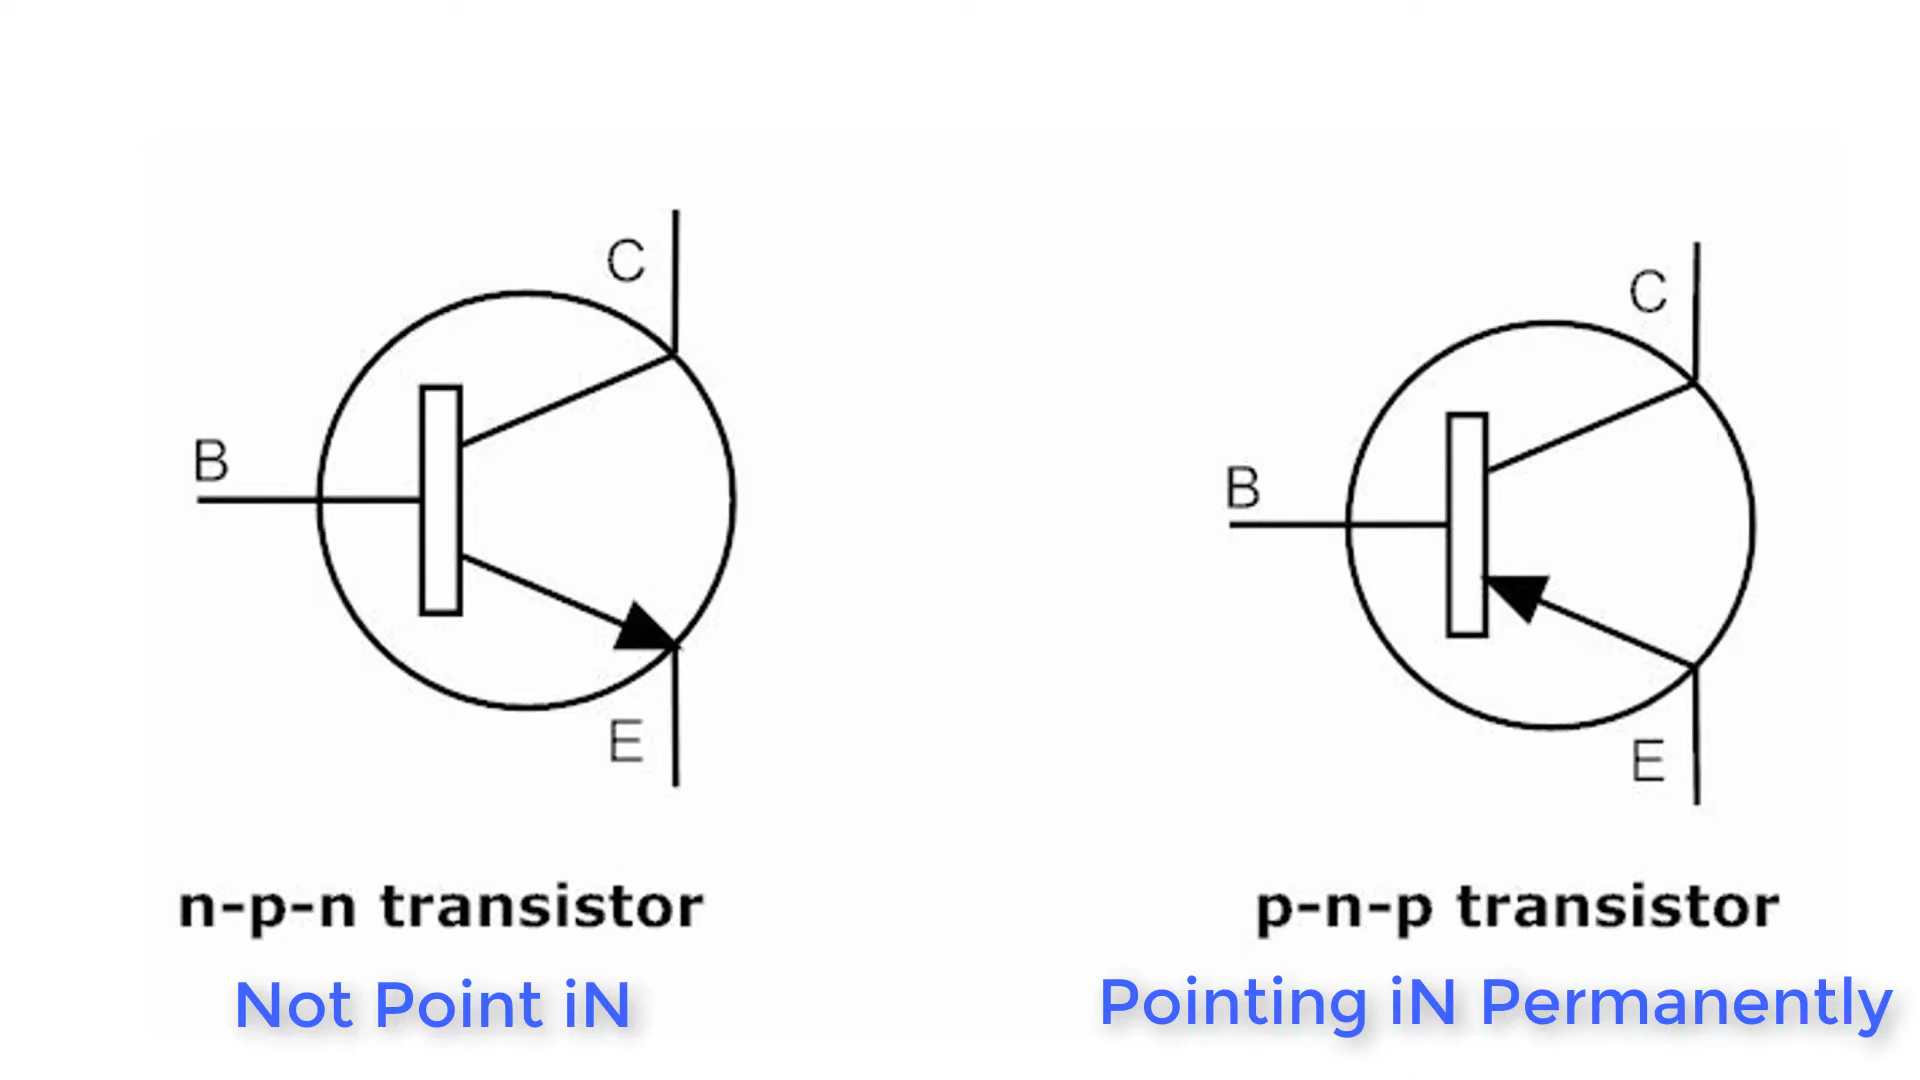 C
B
E
n-p-n transistor
Not Point iN
C
B
E
p-n-p transistor
Pointing iN Permanently